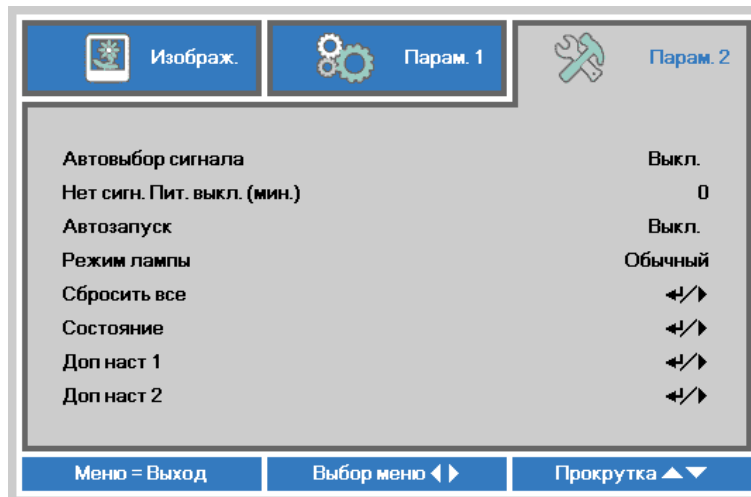 Изображ. Парам. 1 Парам. 2
Автовыбор сигнала Выкл.
Нет сигн. Пит. выкл. (мин.) 0
Автозапуск Выкл.
Режим лампы Обычный
Сбросить все ↵/▶
Состояние ↵/▶
Доп наст 1 ↵/▶
Доп наст 2 ↵/▶
Меню = Выход Выбор меню ◀▶ Прокрутка ▲▼